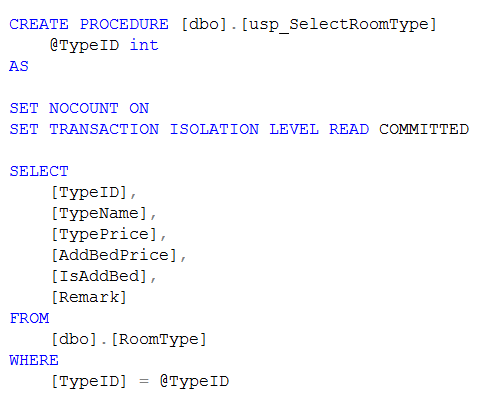 CREATE PROCEDURE [dbo].[usp_SelectRoomType]
    @TypeID int
AS

SET NOCOUNT ON
SET TRANSACTION ISOLATION LEVEL READ COMMITTED

SELECT
    [TypeID],
    [TypeName],
    [TypePrice],
    [AddBedPrice],
    [IsAddBed],
    [Remark]
FROM
    [dbo].[RoomType]
WHERE
    [TypeID] = @TypeID